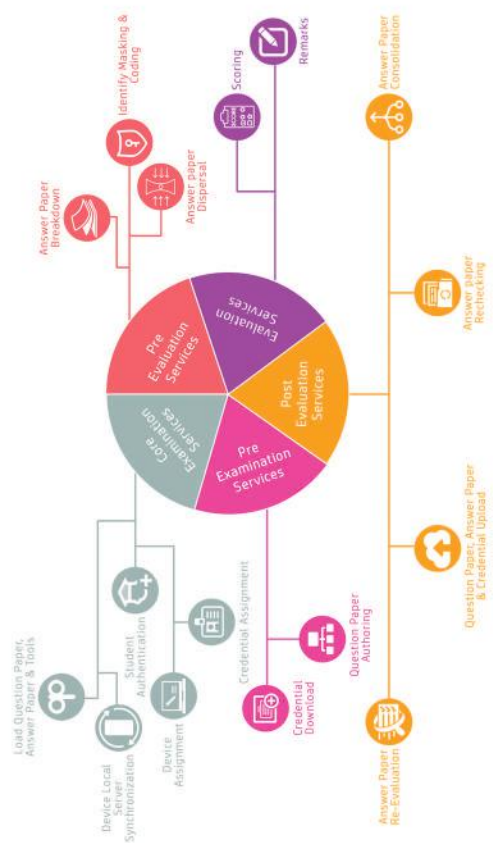 Load Question Paper,
Answer Paper & Tools
Device Local
Server
Synchronization
Student
Authentication
Device
Assignment
Credential Assignment
Core
Examination
Services
Answer Paper
Breakdown
Identify Masking &
Coding
Answer paper
Dispersal
Pre
Evaluation
Services
Scoring
SCORE
Remarks
Evaluation
Services
Pre
Examination
Services
Credential
Download
Question Paper
Authoring
Post
Evaluation
Services
Answer Paper
Re-Evaluation
Question Paper, Answer Paper
& Credential Upload
Answer paper
Rechecking
Answer Paper
Consolidation